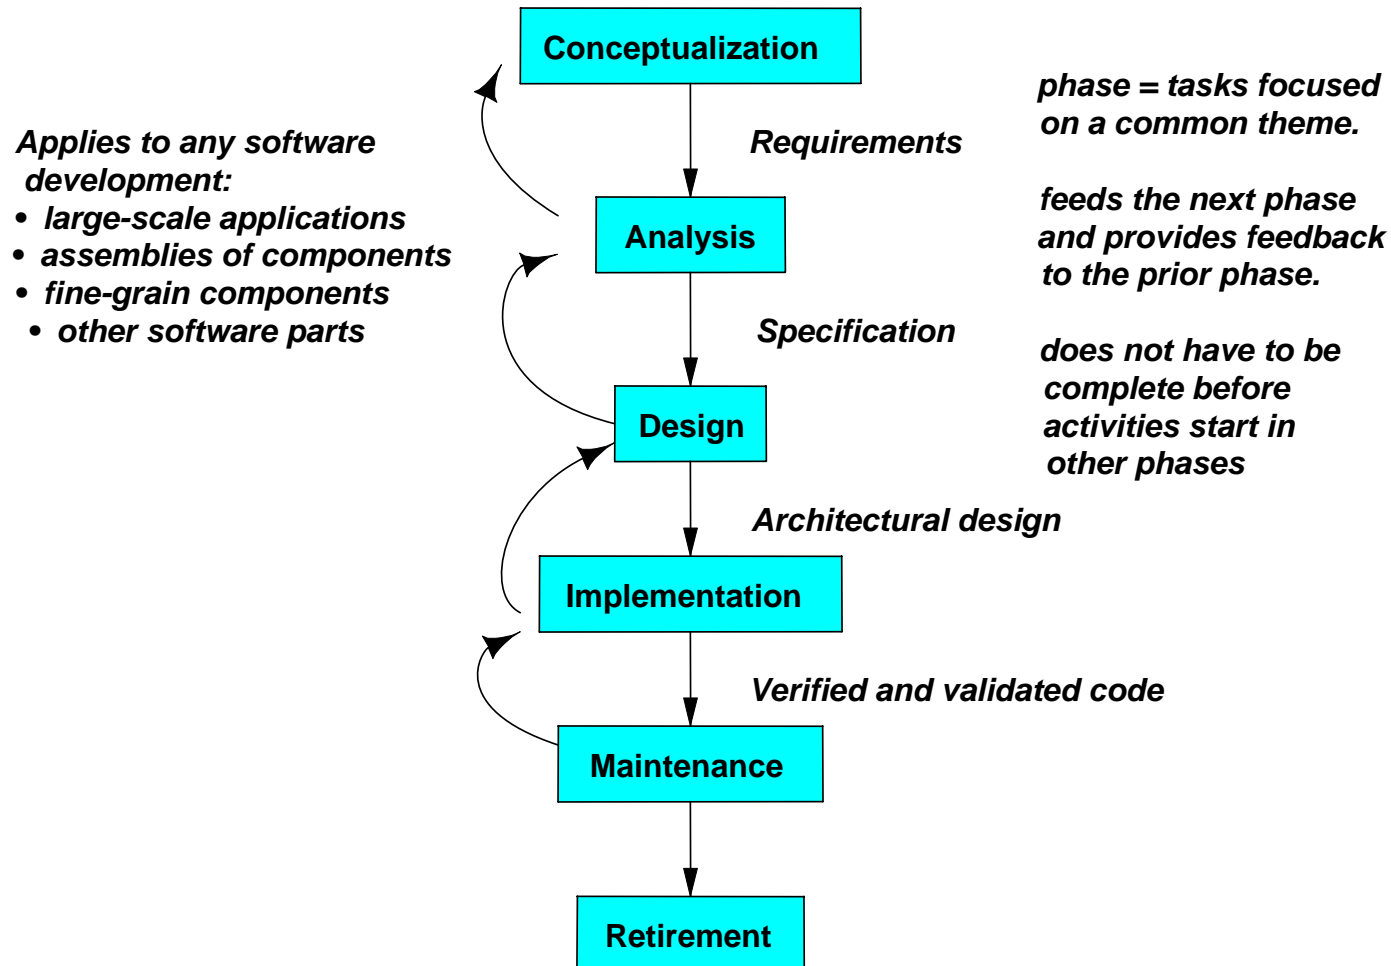 Conceptualization
Applies to any software
development:
• large-scale applications
• assemblies of components
• fine-grain components
• other software parts
Requirements
Analysis
Specification
Design
Architectural design
Implementation
Verified and validated code
Maintenance
Retirement
phase = tasks focused
on a common theme.
feeds the next phase
and provides feedback
to the prior phase.
does not have to be
complete before
activities start in
other phases